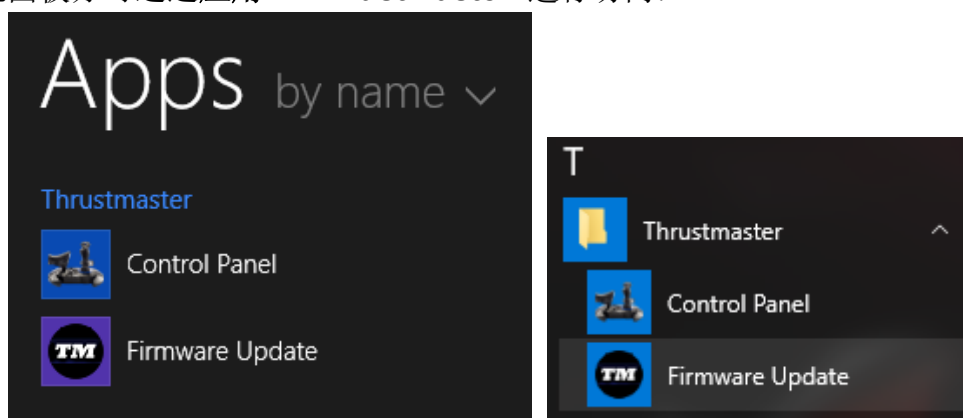 Apps by name
Thrustmaster
Control Panel
TM
Firmware Update
T
Thrustmaster
Control Panel
TM
Firmware Update